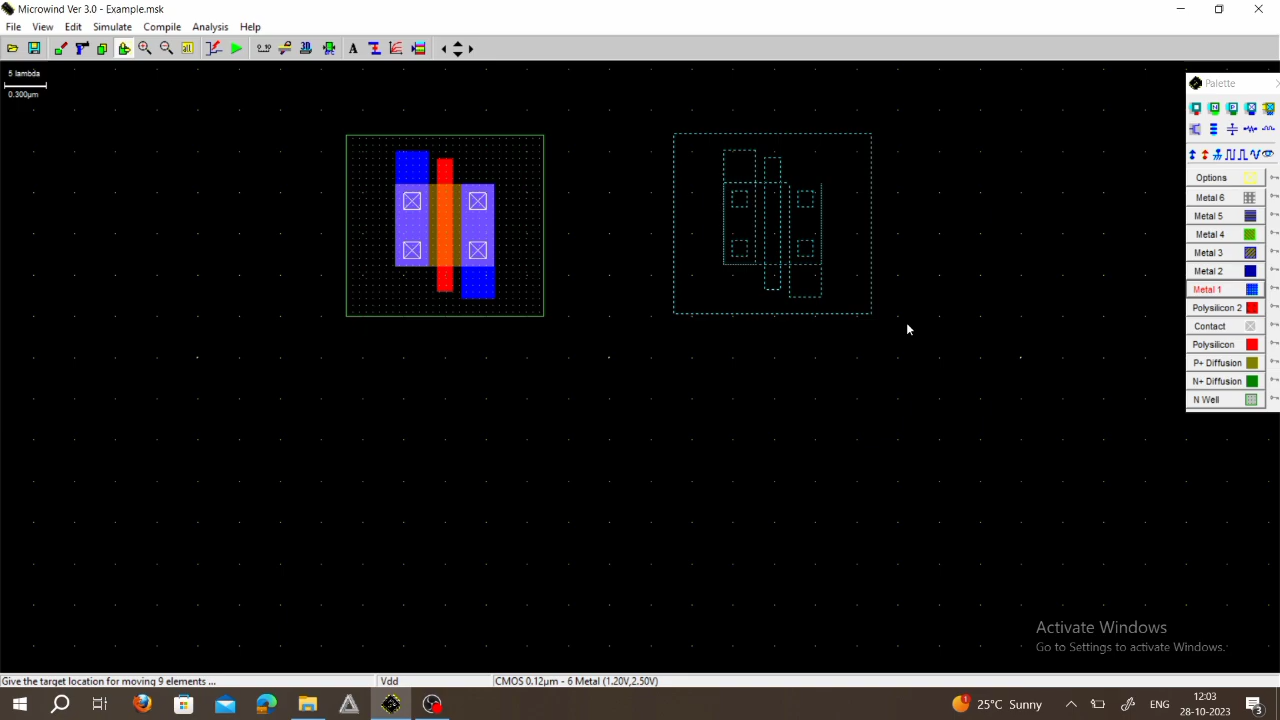 Microwind Ver 3.0 - Example.msk
File View Edit Simulate Compile Analysis Help
5 lambda
0.300µm
Palette
Options
Metal 6
Metal 5
Metal 4
Metal 3
Metal 2
Metal 1
Polysilicon 2
Contact
Polysilicon
P+ Diffusion
N+ Diffusion
N Well
Activate Windows
Go to Settings to activate Windows.
Give the target location for moving 9 elements ... Vdd CMOS 0.12µm - 6 Metal (1.20V,2.50V)
25°C Sunny ENG 12:03
28-10-2023 3